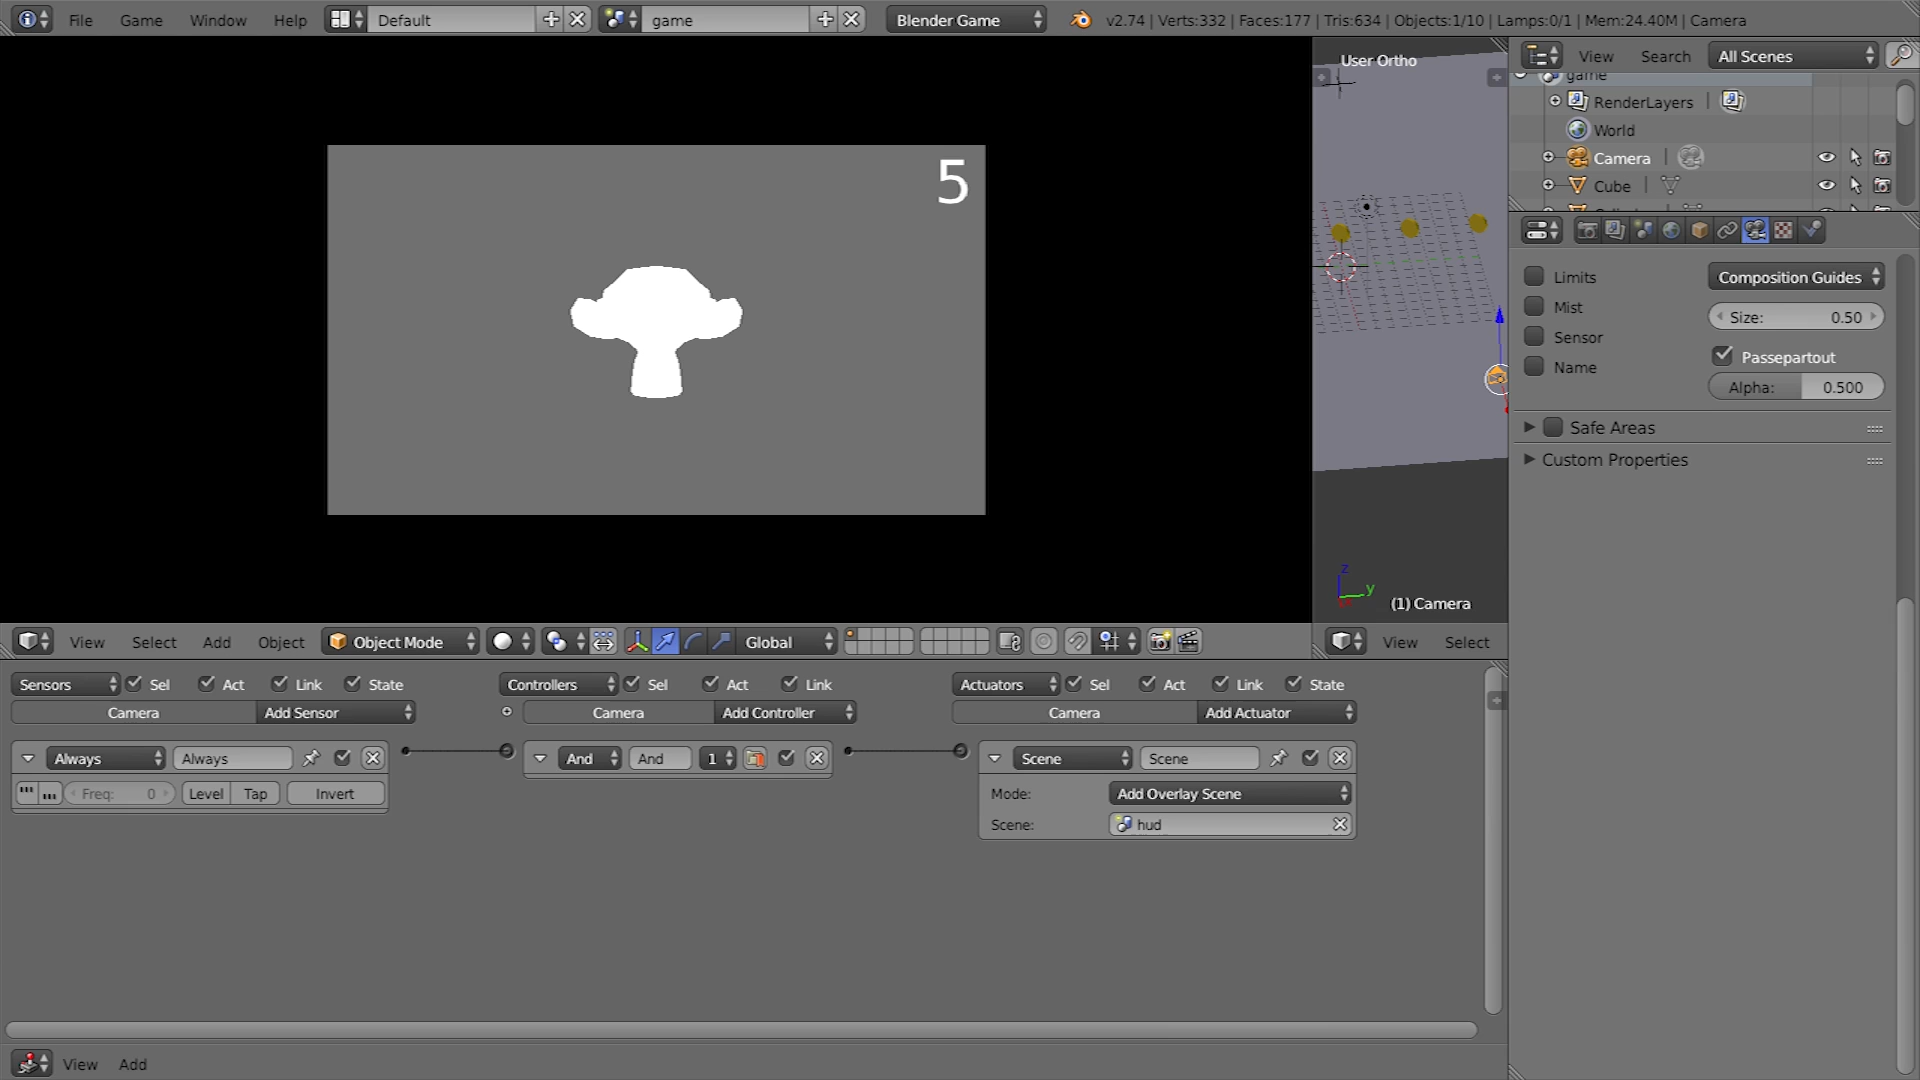 File Game Window Help Default game Blender Game v2.74 | Verts:332 | Faces:177 | Tris:634 | Objects:1/10 | Lamps:0/1 | Mem:24.40M | Camera
User Ortho
View Search All Scenes
game
RenderLayers
World
Camera
Cube
5
Limits Composition Guides
Mist Size: 0.50
Sensor
Passepartout
Name
Alpha: 0.500
Safe Areas
Custom Properties
z
y
(1) Camera
View Select Add Object Object Mode Global View Select
Sensors Sel Act Link State Controllers Sel Act Link Actuators Sel Act Link State
Camera Add Sensor Camera Add Controller Camera Add Actuator
Always Always And And 1 Scene Scene
Freq: 0 Level Tap Invert Mode: Add Overlay Scene
Scene: hud
View Add